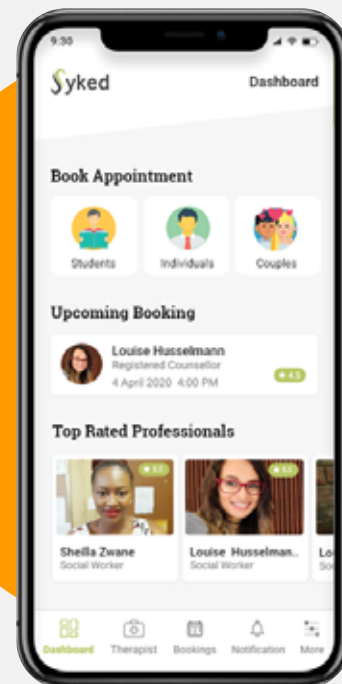 9:30
Syked
Dashboard
Book Appointment
Students
Individuals
Couples
Upcoming Booking
Louise Husselmann
Registered Counsellor
4 April 2020 4:00 PM
★ 4.5
Top Rated Professionals
★ 5.0
★ 5.0
Sheilla Zwane
Social Worker
Louise Husselman..
Social Worker
Lo
So
Dashboard
Therapist
Bookings
Notification
More